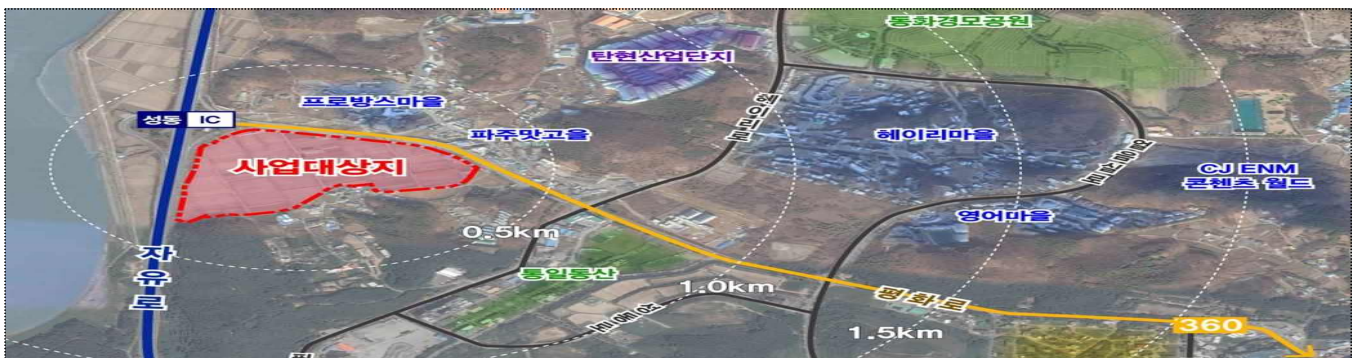 동화경모공원
탄현산업단지
프로방스마을
성동 IC
파주맛고을
헤이리마을
사업대상지
CJ ENM
콘텐츠 월드
영어마을
0.5km
자유로
통일동산
1.0km
평화로
1.5km
360